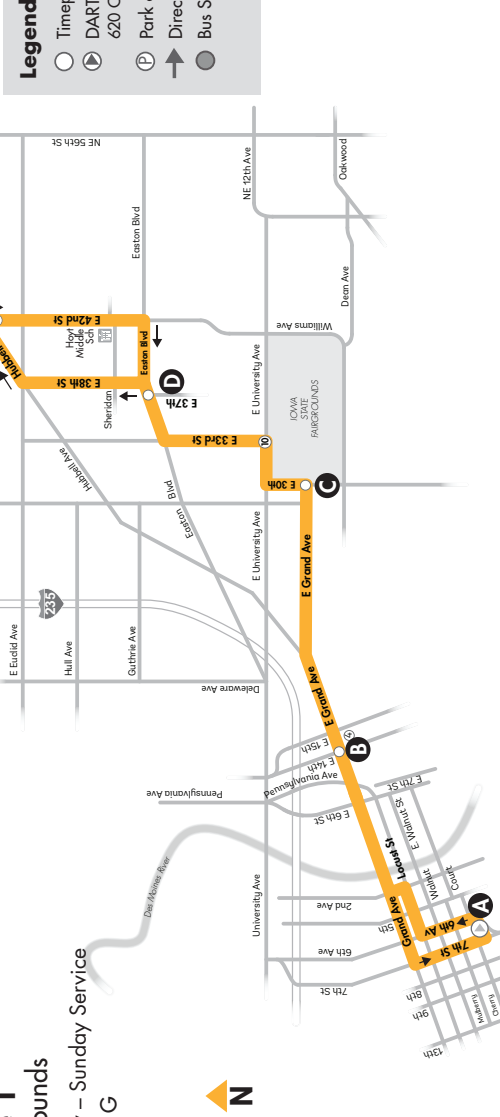 Legend
DART
620 C
Park
Direc
Bus S
P
NE 56th St
NE 12th Ave
Oakwood
Easton Blvd
Dean Ave
Williams Ave
E 42nd St
Hoyt
Middle
Sch
Easton Blvd
Hubbell
E 38th St
Sheridan
D
E 37th
E University Ave
IOWA
STATE
FAIRGROUNDS
E 33rd St
10
E 30th
C
Hubbell Ave
Easton
Blvd
E University Ave
E Grand Ave
235
E Euclid Ave
Hull Ave
Guthrie Ave
Delaware Ave
E Grand Ave
E 15th
E 14th
P
B
Pennsylvania Ave
Pennsylvania Ave
E 7th St
E 6th St
E Walnut St
Locust St
Walnut
Court
Des Moines River
University Ave
2nd Ave
5th
Grand Ave
6th Av
A
6th Ave
7th St
7th St
8th
9th
13th
Mulberry
Cherry
ounds
– Sunday Service
G
N